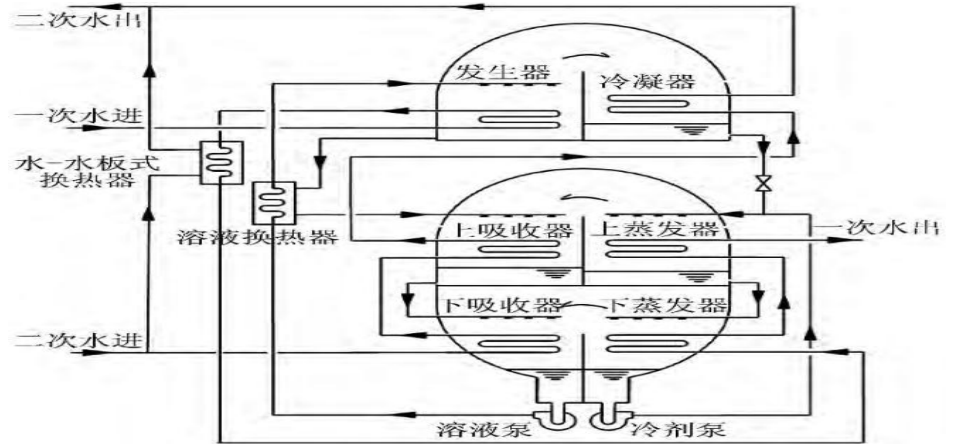 二次水出
发生器
冷凝器
一次水进
水-水板式
换热器
溶液换热器
上吸收器
上蒸发器
一次水出
下吸收器
下蒸发器
二次水进
溶液泵
冷剂泵